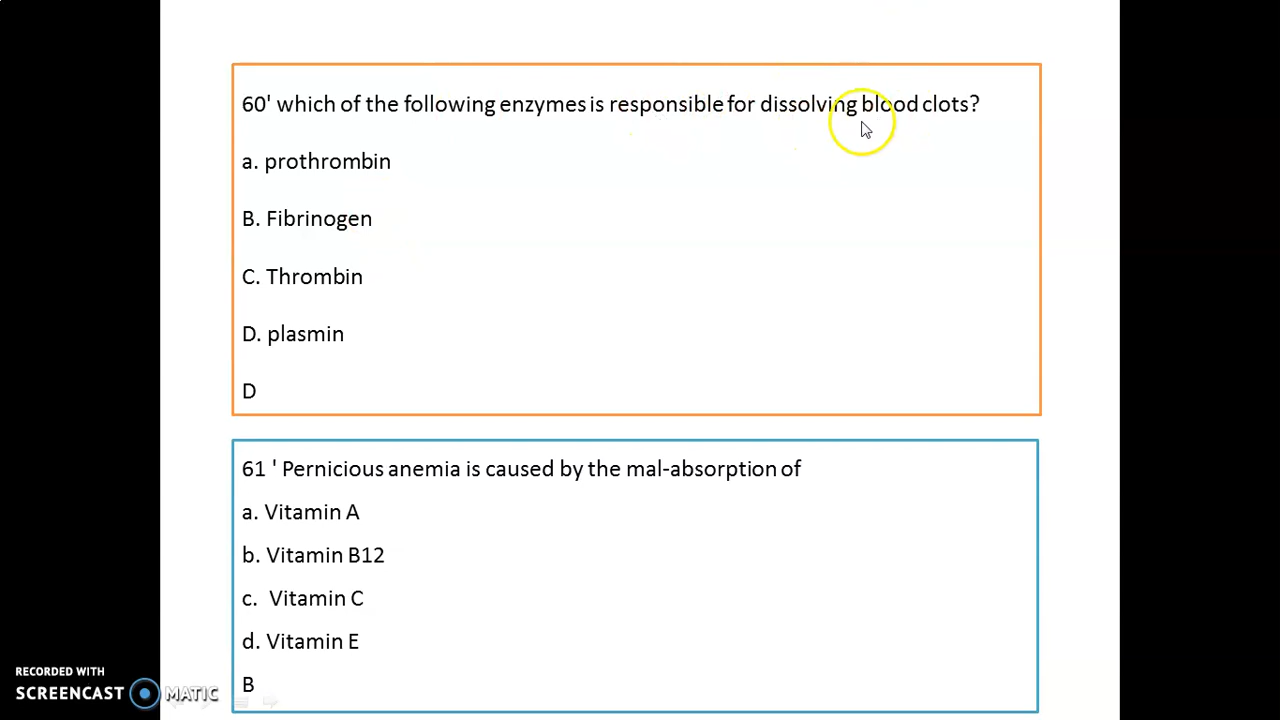 60' which of the following enzymes is responsible for dissolving blood clots?
a. prothrombin
B. Fibrinogen
C. Thrombin
D. plasmin
D
61 ' Pernicious anemia is caused by the mal-absorption of
a. Vitamin A
b. Vitamin B12
c. Vitamin C
d. Vitamin E
B
RECORDED WITH
SCREENCAST MATIC